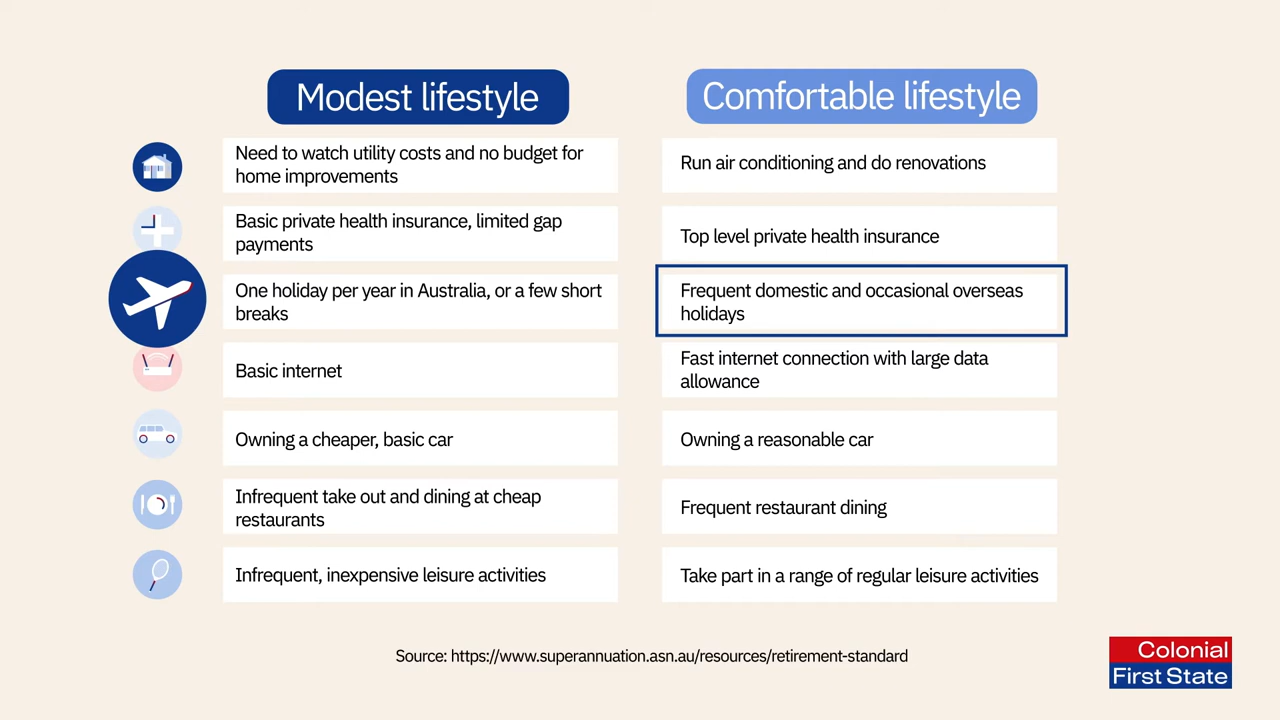 Modest lifestyle
Comfortable lifestyle
Need to watch utility costs and no budget for
home improvements
Run air conditioning and do renovations
Basic private health insurance, limited gap
payments
Top level private health insurance
One holiday per year in Australia, or a few short
breaks
Frequent domestic and occasional overseas
holidays
Basic internet
Fast internet connection with large data
allowance
Owning a cheaper, basic car
Owning a reasonable car
Infrequent take out and dining at cheap
restaurants
Frequent restaurant dining
Infrequent, inexpensive leisure activities
Take part in a range of regular leisure activities
Source: https://www.superannuation.asn.au/resources/retirement-standard
Colonial
First State